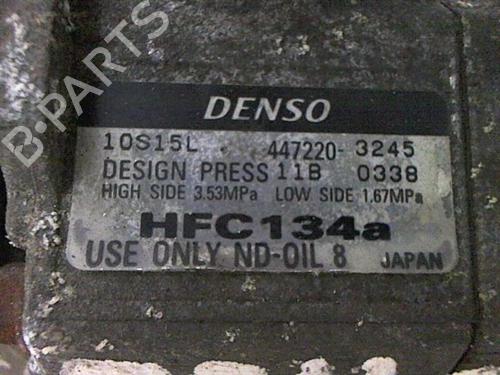 B-PARTS
DENSO
10S15L 447220-3245
DESIGN PRESS 11B 0338
HIGH SIDE 3.53MPa LOW SIDE 1.67MPa
HFC134a
USE ONLY ND-OIL 8 JAPAN